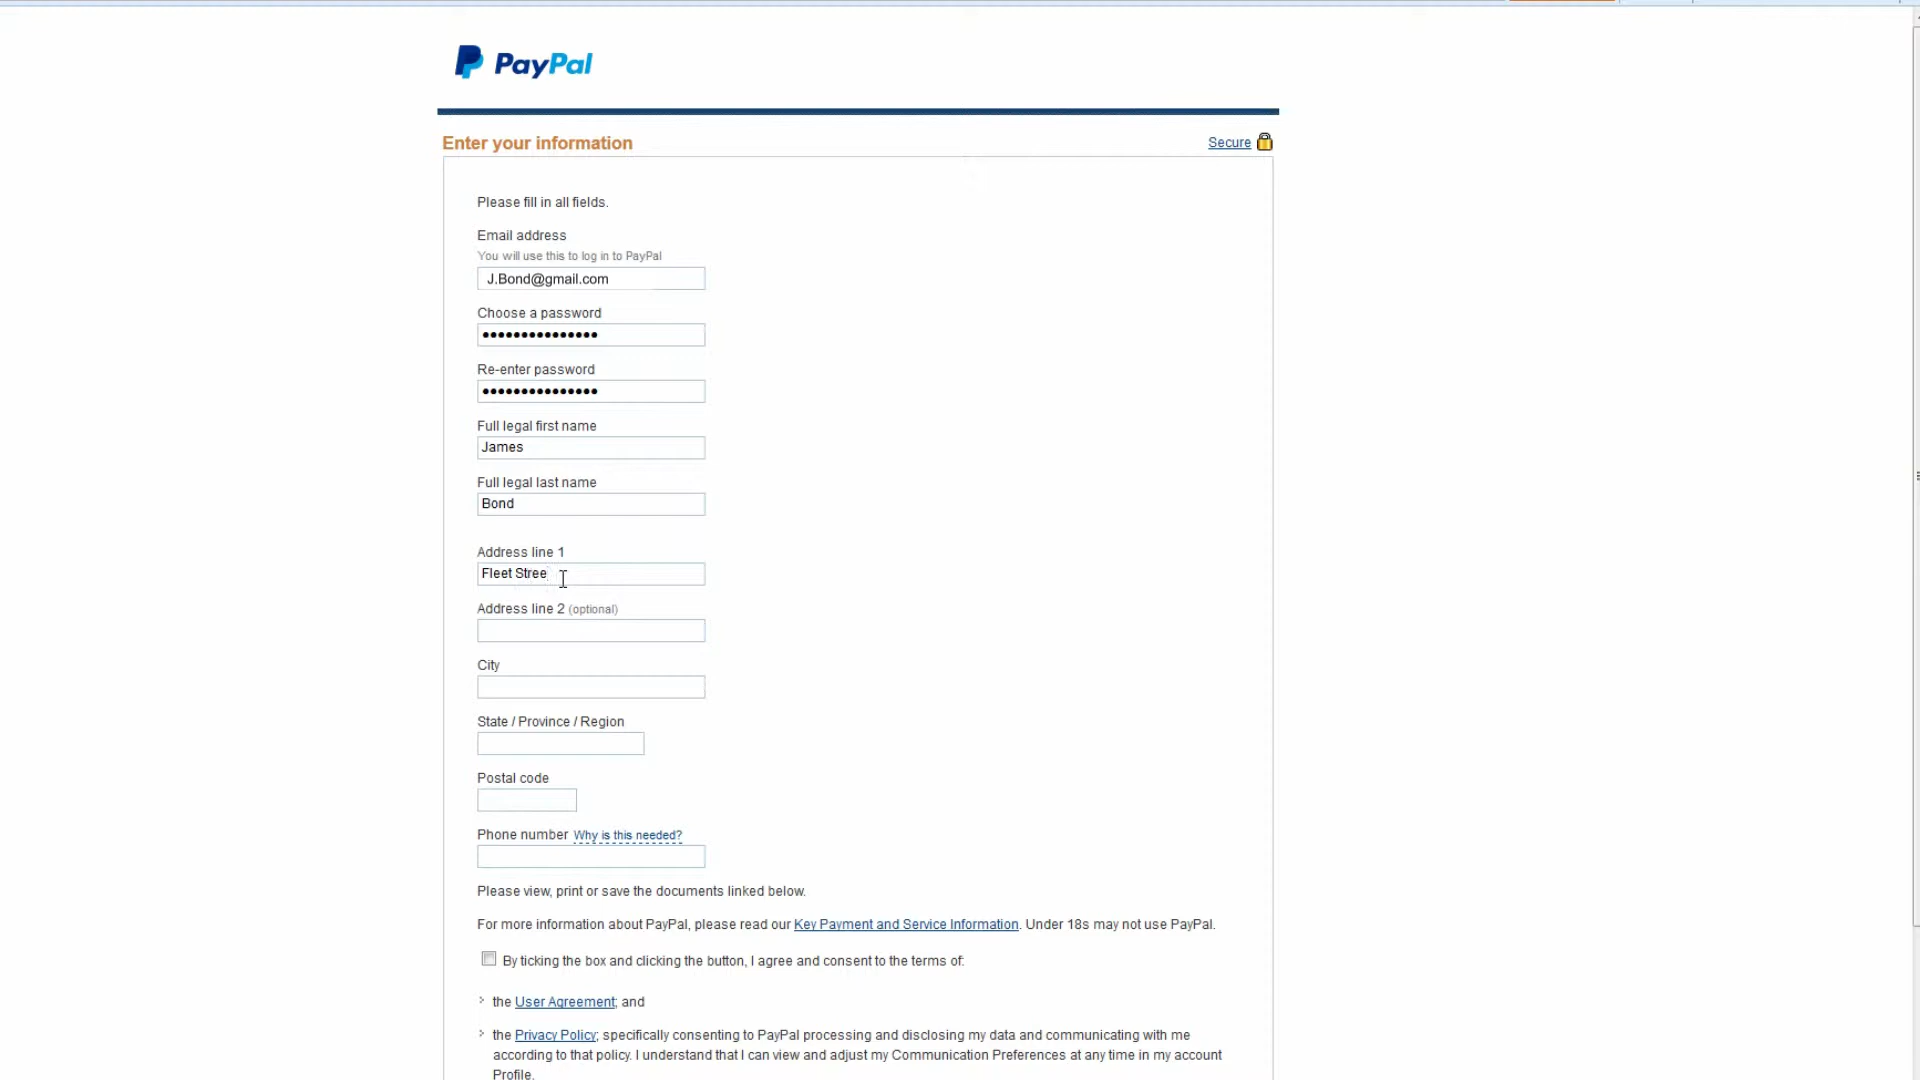 PayPal
Enter your information
Secure
Please fill in all fields.
Email address
You will use this to log in to PayPal
J.Bond@gmail.com
Choose a password
•••••••••••••••
Re-enter password
•••••••••••••••
Full legal first name
James
Full legal last name
Bond
Address line 1
Fleet Stree
Address line 2 (optional)
City
State / Province / Region
Postal code
Phone number Why is this needed?
Please view, print or save the documents linked below.
For more information about PayPal, please read our Key Payment and Service Information. Under 18s may not use PayPal.
By ticking the box and clicking the button, I agree and consent to the terms of:
the User Agreement; and
the Privacy Policy; specifically consenting to PayPal processing and disclosing my data and communicating with me
according to that policy. I understand that I can view and adjust my Communication Preferences at any time in my account
Profile.